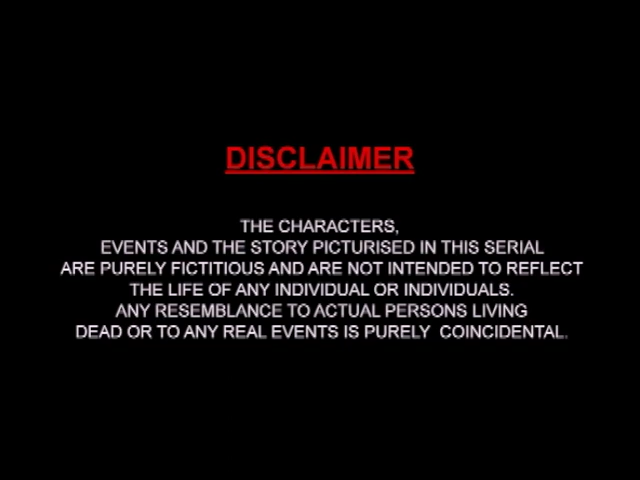 DISCLAIMER
THE CHARACTERS,
EVENTS AND THE STORY PICTURISED IN THIS SERIAL
ARE PURELY FICTITIOUS AND ARE NOT INTENDED TO REFLECT
THE LIFE OF ANY INDIVIDUAL OR INDIVIDUALS.
ANY RESEMBLANCE TO ACTUAL PERSONS LIVING
DEAD OR TO ANY REAL EVENTS IS PURELY COINCIDENTAL.